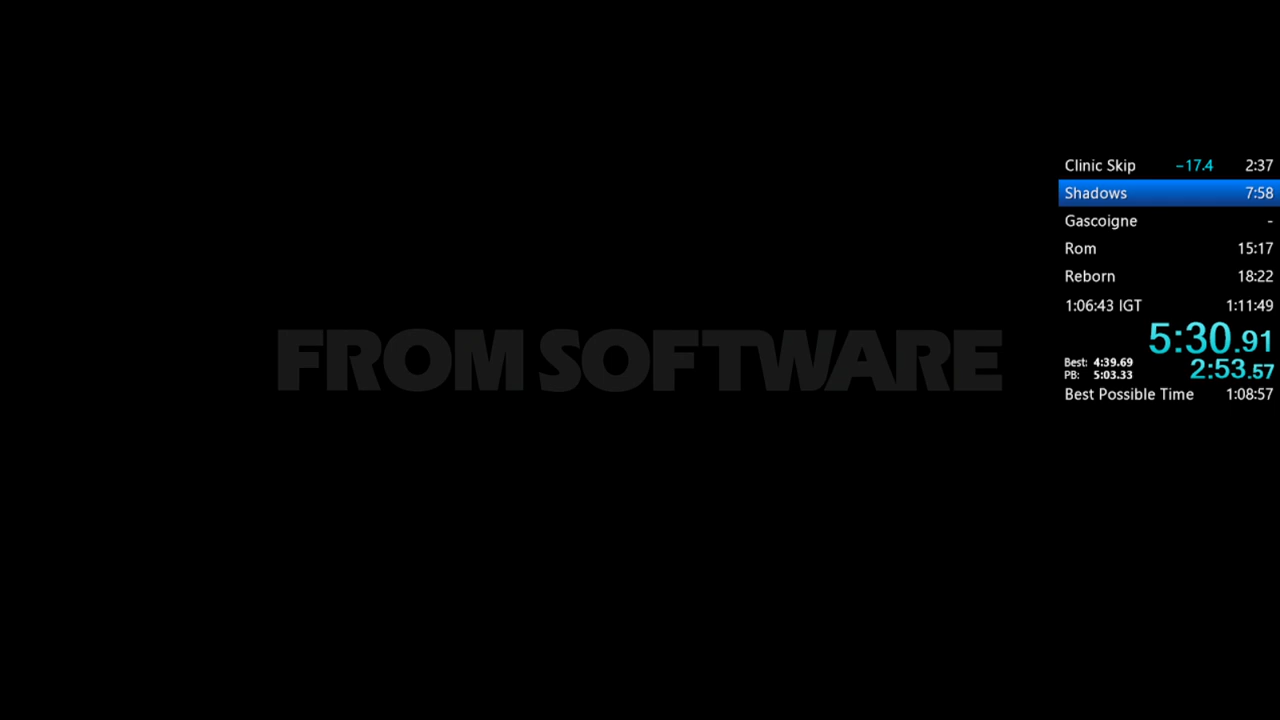 FROMSOFTWARE
Clinic Skip −17.4 2:37
Shadows 7:58
Gascoigne -
Rom 15:17
Reborn 18:22
1:06:43 IGT 1:11:49
5:30.91
Best: 4:39.69
PB: 5:03.33
2:53.57
Best Possible Time 1:08:57